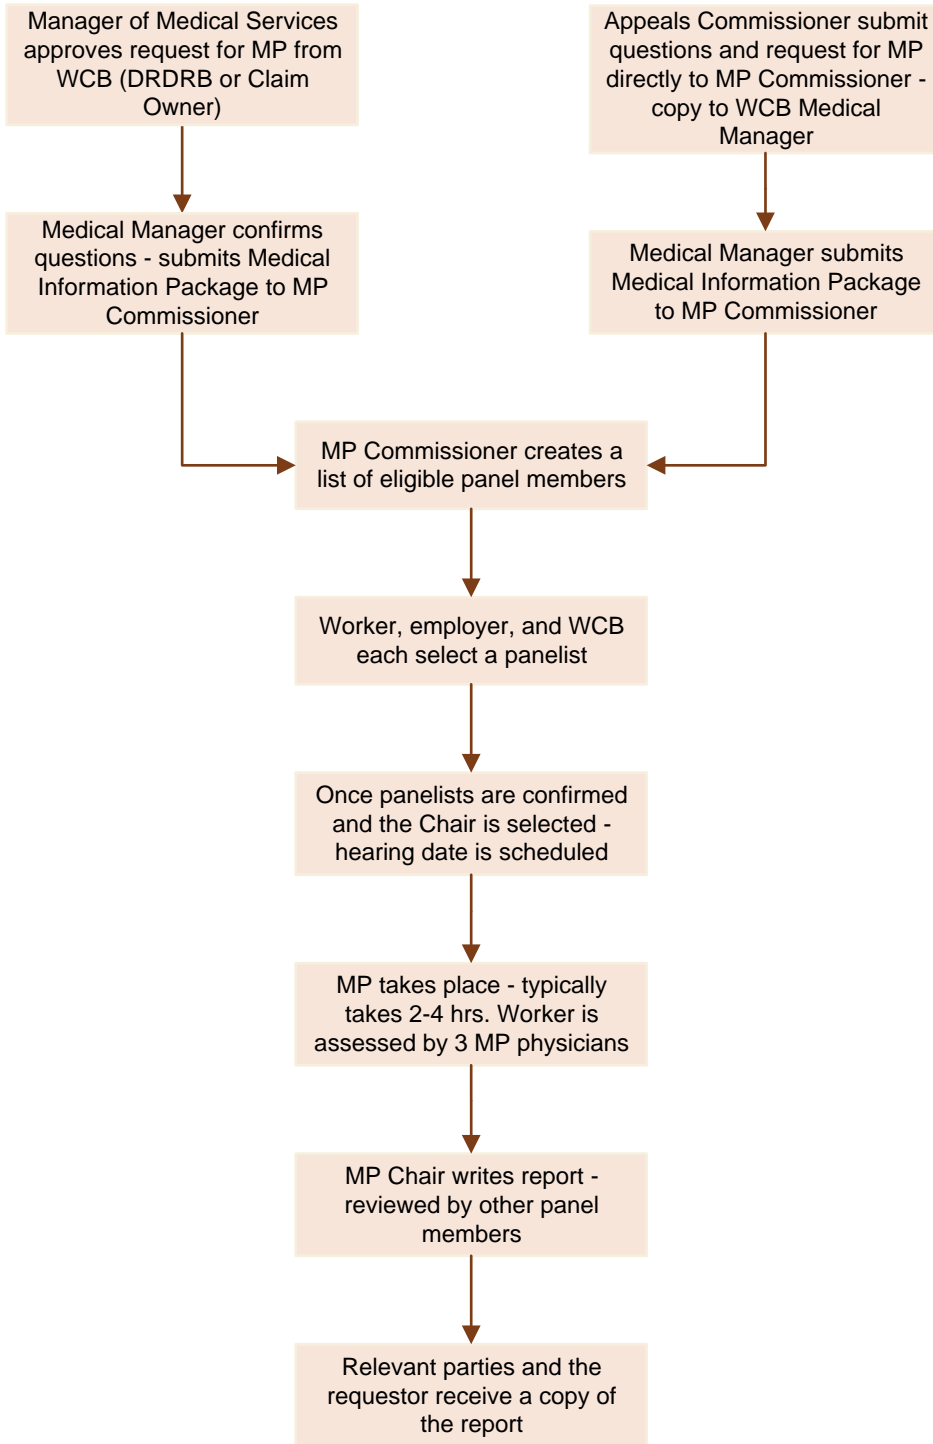 Manager of Medical Services
approves request for MP from
WCB (DRDRB or Claim
Owner)
Appeals Commissioner submit
questions and request for MP
directly to MP Commissioner -
copy to WCB Medical
Manager
Medical Manager confirms
questions - submits Medical
Information Package to MP
Commissioner
Medical Manager submits
Medical Information Package
to MP Commissioner
MP Commissioner creates a
list of eligible panel members
Worker, employer, and WCB
each select a panelist
Once panelists are confirmed
and the Chair is selected -
hearing date is scheduled
MP takes place - typically
takes 2-4 hrs. Worker is
assessed by 3 MP physicians
MP Chair writes report -
reviewed by other panel
members
Relevant parties and the
requestor receive a copy of
the report